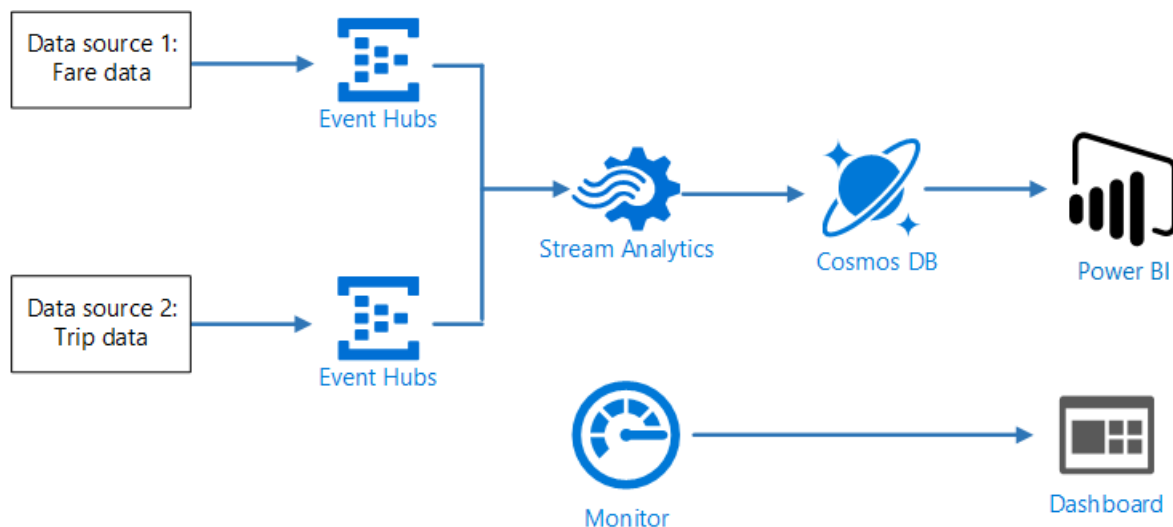 Data source 1:
Fare data
Event Hubs
Stream Analytics
Cosmos DB
Power BI
Data source 2:
Trip data
Event Hubs
Monitor
Dashboard